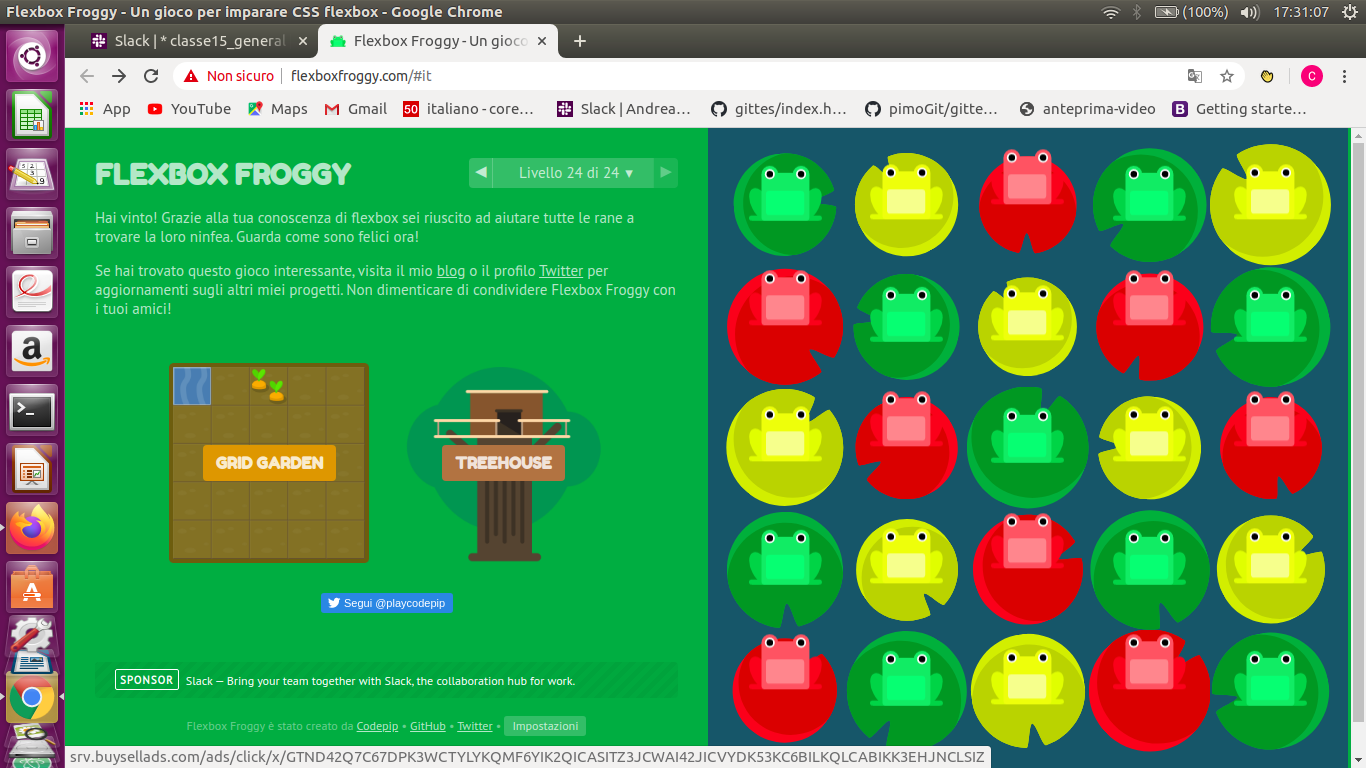 Flexbox Froggy - Un gioco per imparare CSS flexbox - Google Chrome
(100%)
17:31:07
Slack | * classe15_general
Flexbox Froggy - Un gioco
Non sicuro
flexboxfroggy.com/#it
C
App
YouTube
Maps
Gmail
50
italiano - core…
Slack | Andrea…
gittes/index.h…
pimoGit/gitte…
anteprima-video
B
Getting starte…
FLEXBOX FROGGY
◀ Livello 24 di 24 ▼ ▶
Hai vinto! Grazie alla tua conoscenza di flexbox sei riuscito ad aiutare tutte le rane a
trovare la loro ninfea. Guarda come sono felici ora!
Se hai trovato questo gioco interessante, visita il mio blog o il profilo Twitter per
aggiornamenti sugli altri miei progetti. Non dimenticare di condividere Flexbox Froggy con
i tuoi amici!
GRID GARDEN
TREEHOUSE
Segui @playcodepip
SPONSOR
Slack — Bring your team together with Slack, the collaboration hub for work.
Flexbox Froggy è stato creato da Codepip • GitHub • Twitter • Impostazioni
srv.buysellads.com/ads/click/x/GTND42Q7C67DPK3WCTYLYKQMF6YIK2QICASITZ3JCWAI42JICVYDK53KC6BILKQLCABIKK3EHJNCLSIZ